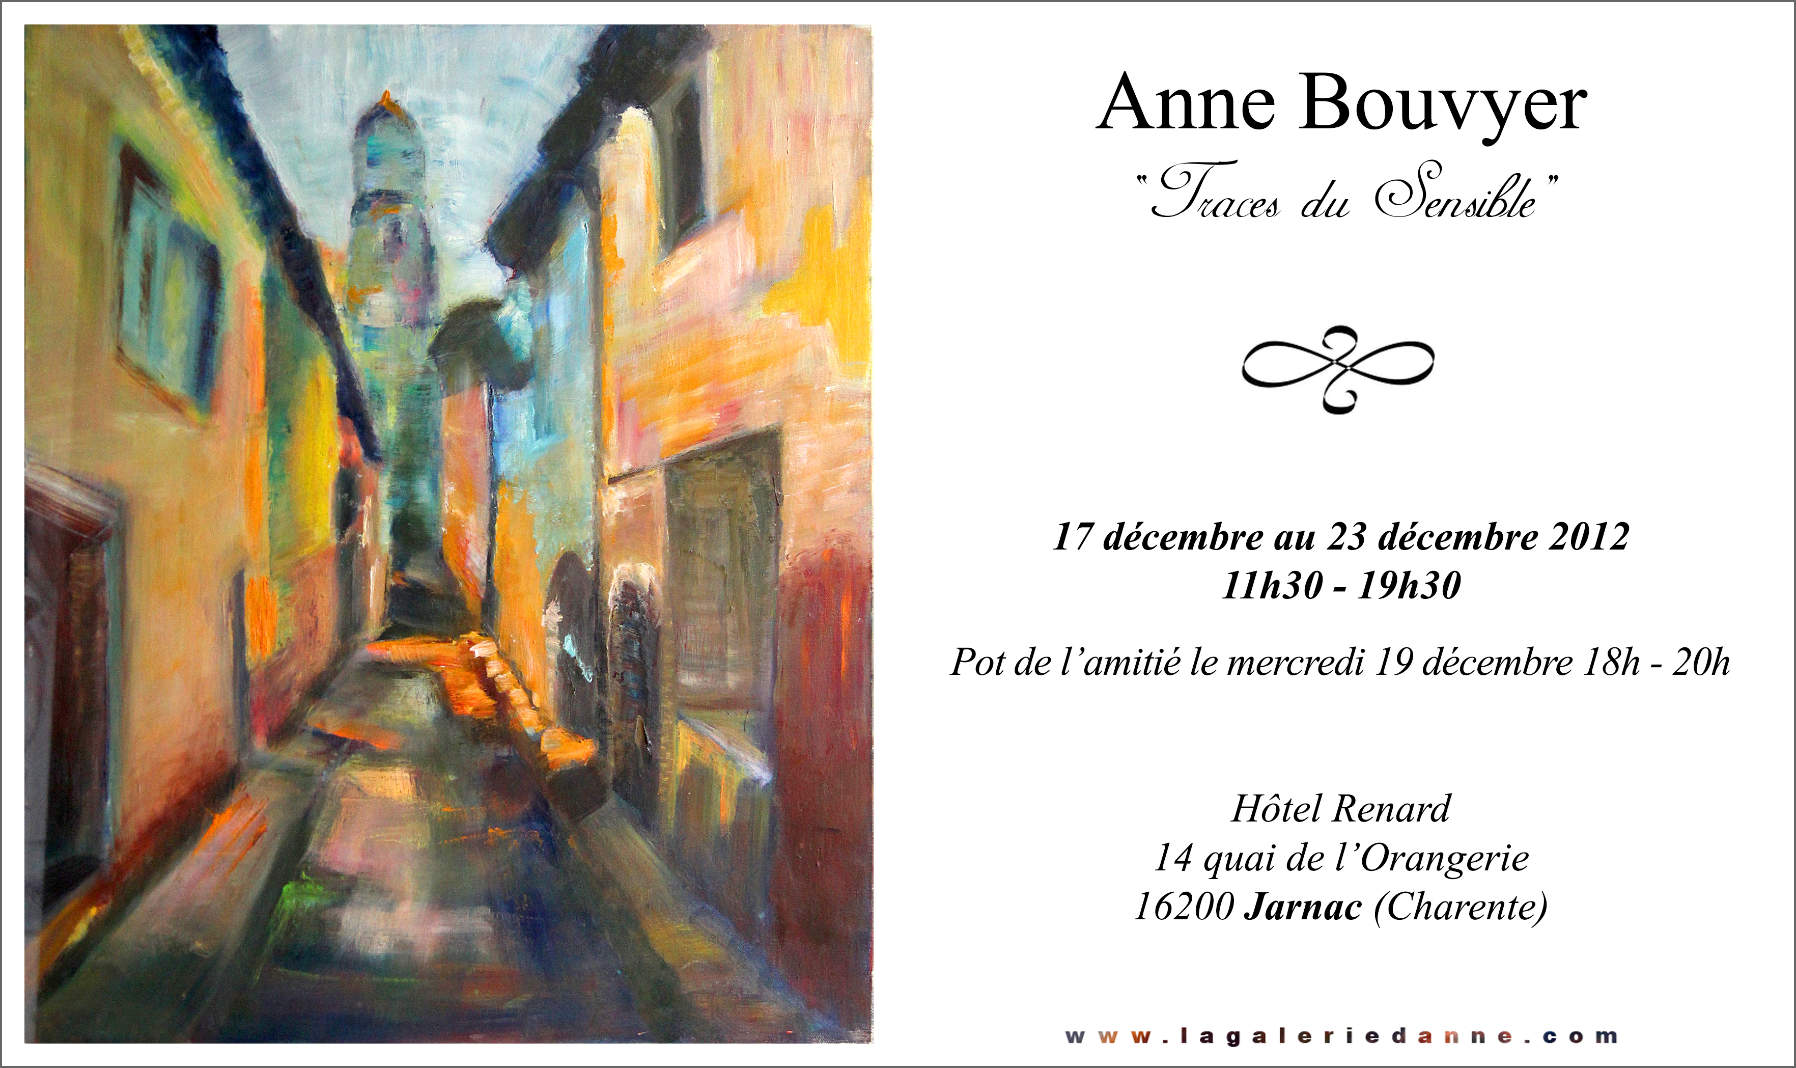 Anne Bouvyer
"Traces du Sensible"
17 décembre au 23 décembre 2012
11h30 - 19h30
Pot de l’amitié le mercredi 19 décembre 18h - 20h
Hôtel Renard
14 quai de l’Orangerie
16200 Jarnac (Charente)
www.lagaleriedanne.com